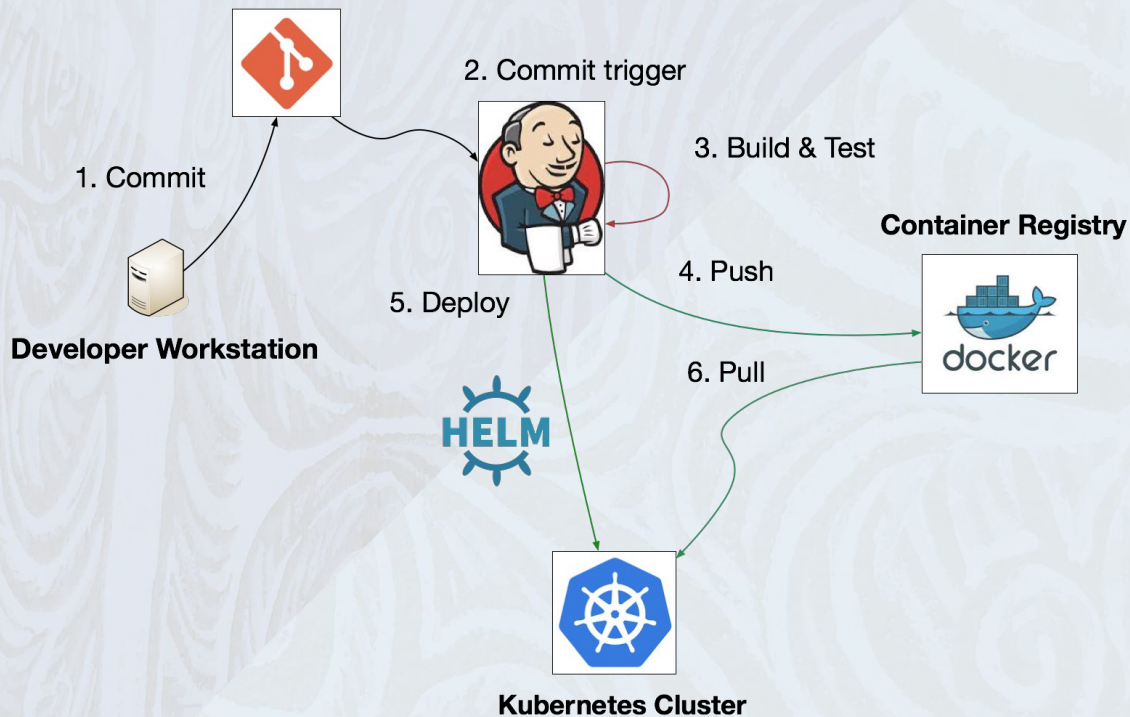 2. Commit trigger
3. Build & Test
1. Commit
Container Registry
4. Push
5. Deploy
Developer Workstation
docker
6. Pull
HELM
Kubernetes Cluster